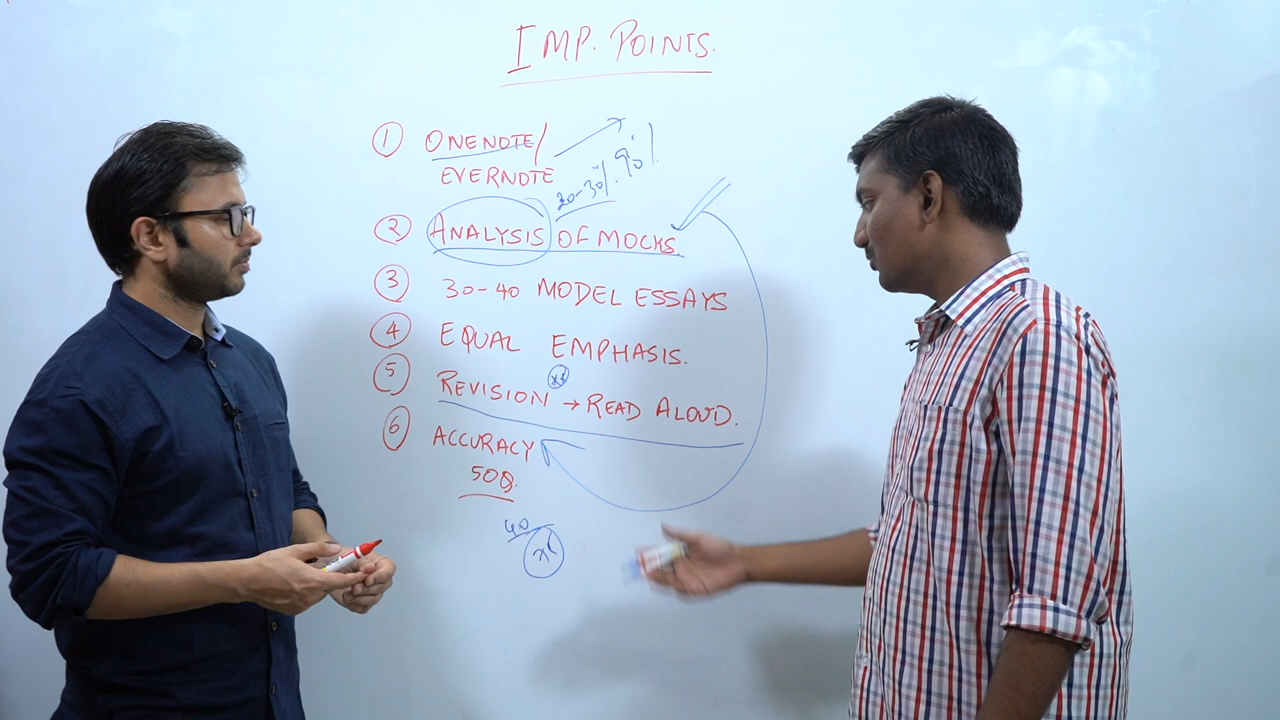 IMP. POINTS.
① ONENOTE/
EVERNOTE
20-30%. 90%.
② ANALYSIS OF MOCKS
③ 30-40 MODEL ESSAYS
④ EQUAL EMPHASIS.
⑤ REVISION → READ ALOUD.
⑥ ACCURACY
50Q.
40